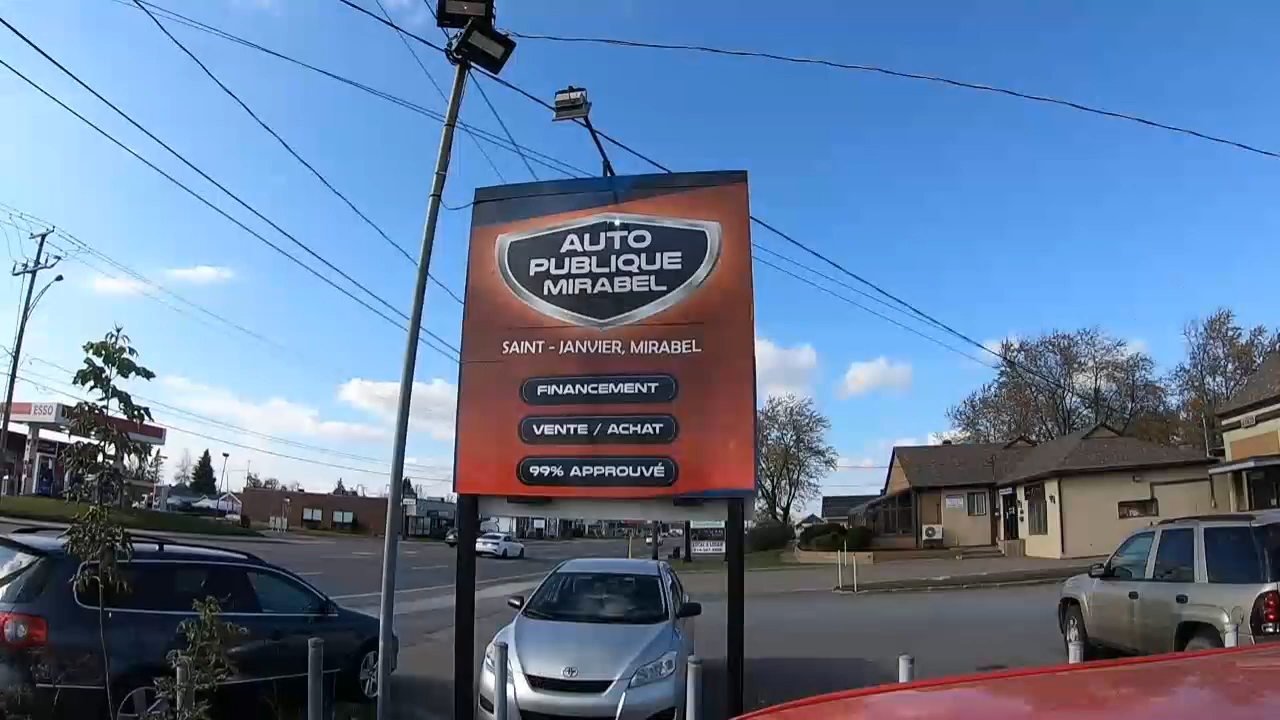 AUTO
PUBLIQUE
MIRABEL
SAINT - JANVIER, MIRABEL
FINANCEMENT
VENTE / ACHAT
99% APPROUVÉ
ESSO